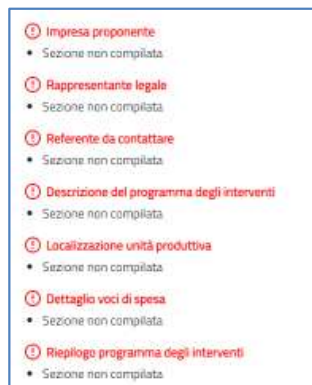 Impresa proponente
• Sezione non compilata
Rappresentante legale
• Sezione non compilata
Referente da contattare
• Sezione non compilata
Descrizione del programma degli interventi
• Sezione non compilata
Localizzazione unità produttiva
• Sezione non compilata
Dettaglio voci di spesa
• Sezione non compilata
Riepilogo programma degli interventi
• Sezione non compilata